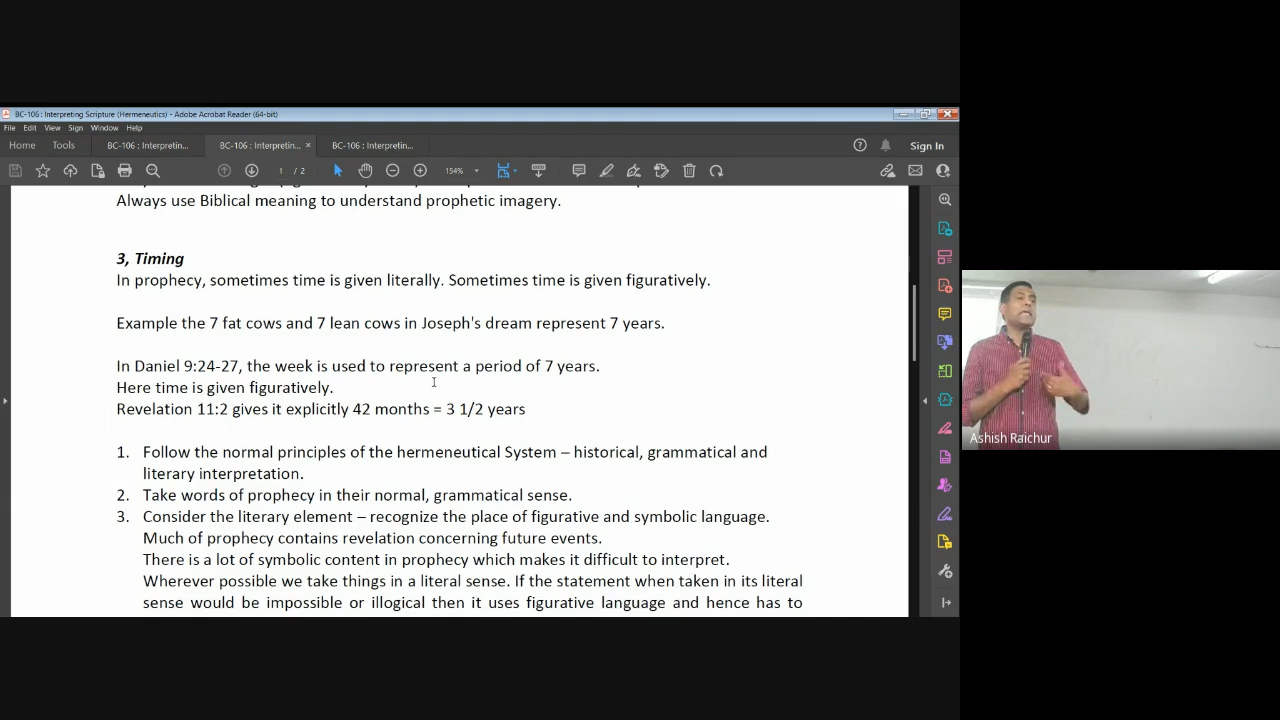 BC-106 : Interpreting Scripture (Hermeneutics) - Adobe Acrobat Reader (64-bit)
File Edit View Sign Window Help
Home Tools BC-106 : Interpretin... BC-106 : Interpretin... × BC-106 : Interpretin... Sign In
1 / 2 154%
Always use Biblical meaning to understand prophetic imagery.
3, Timing
In prophecy, sometimes time is given literally. Sometimes time is given figuratively.
Example the 7 fat cows and 7 lean cows in Joseph's dream represent 7 years.
In Daniel 9:24-27, the week is used to represent a period of 7 years.
Here time is given figuratively.
Revelation 11:2 gives it explicitly 42 months = 3 1/2 years
1. Follow the normal principles of the hermeneutical System – historical, grammatical and
literary interpretation.
2. Take words of prophecy in their normal, grammatical sense.
3. Consider the literary element – recognize the place of figurative and symbolic language.
Much of prophecy contains revelation concerning future events.
There is a lot of symbolic content in prophecy which makes it difficult to interpret.
Wherever possible we take things in a literal sense. If the statement when taken in its literal
sense would be impossible or illogical then it uses figurative language and hence has to
Ashish Raichur